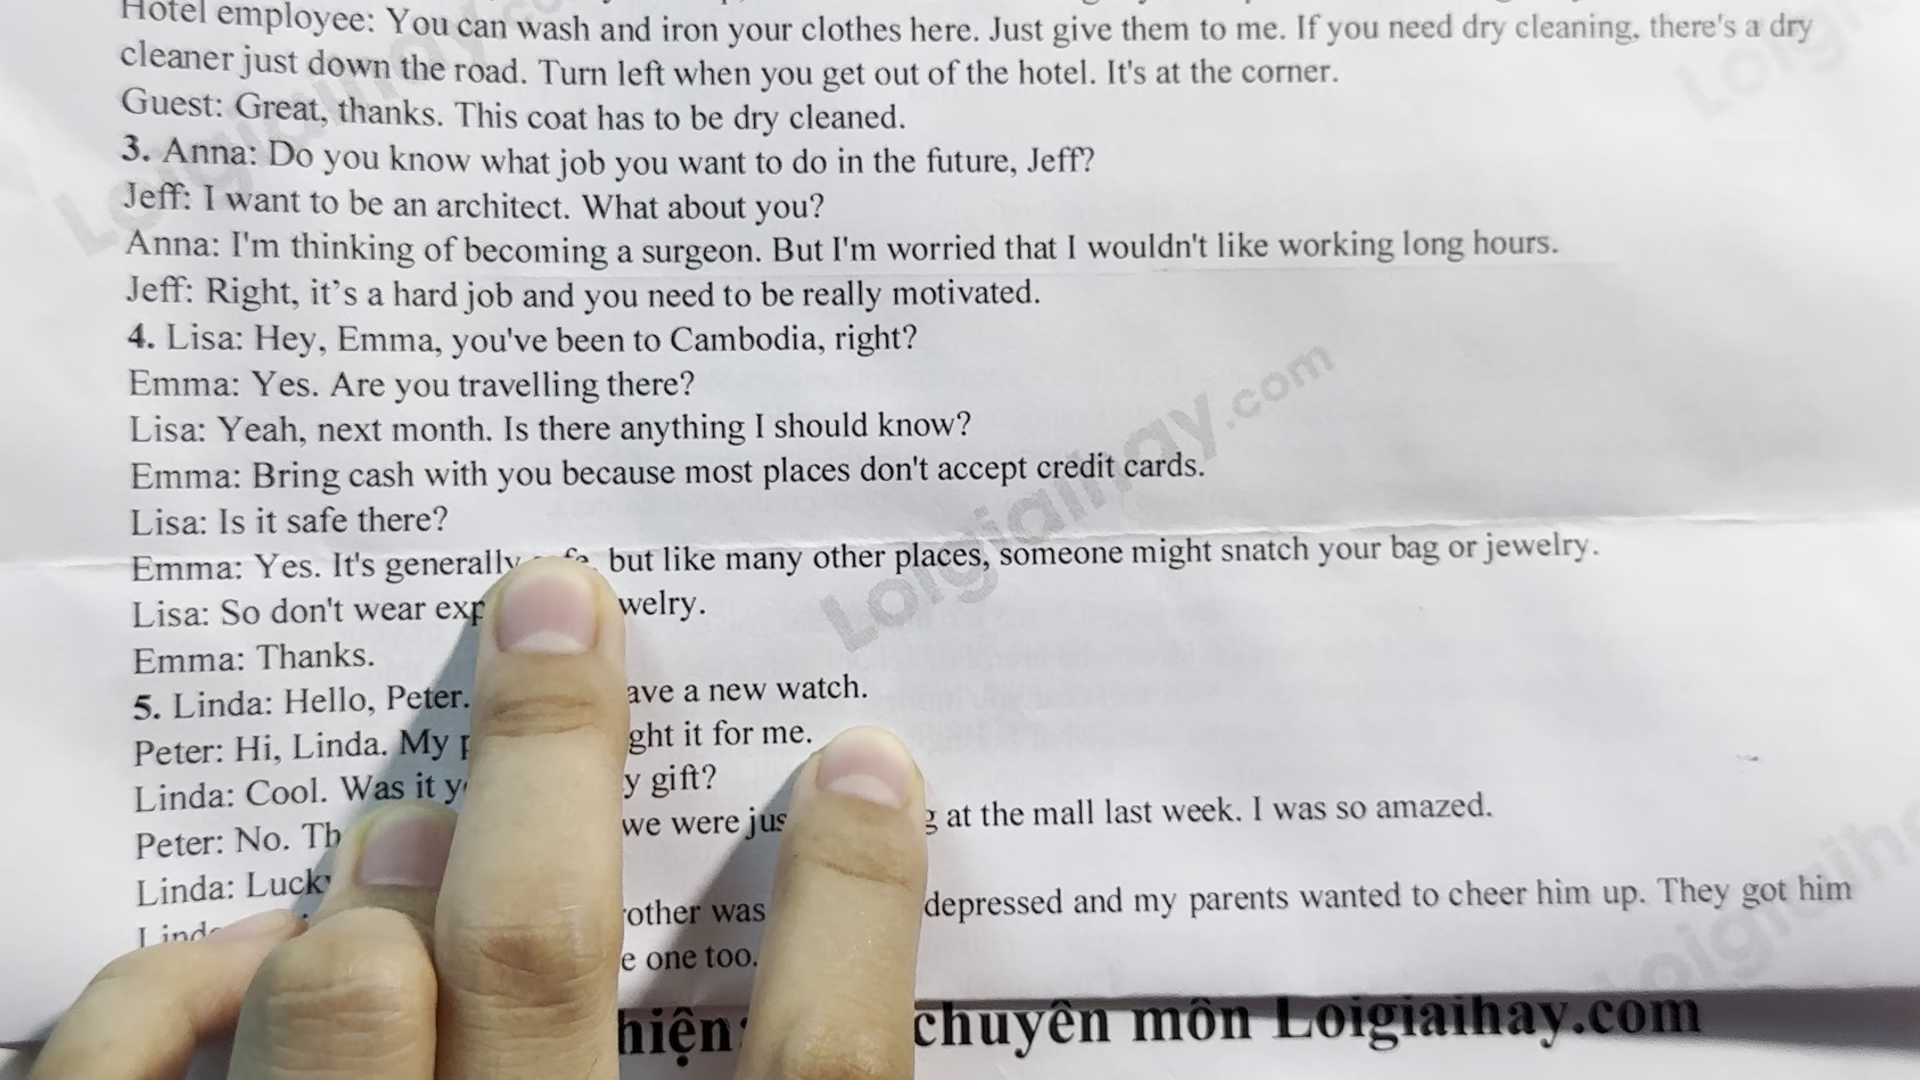 Hotel employee: You can wash and iron your clothes here. Just give them to me. If you need dry cleaning, there's a dry
cleaner just down the road. Turn left when you get out of the hotel. It's at the corner.
Guest: Great, thanks. This coat has to be dry cleaned.
3. Anna: Do you know what job you want to do in the future, Jeff?
Jeff: I want to be an architect. What about you?
Anna: I'm thinking of becoming a surgeon. But I'm worried that I wouldn't like working long hours.
Jeff: Right, it’s a hard job and you need to be really motivated.
4. Lisa: Hey, Emma, you've been to Cambodia, right?
Emma: Yes. Are you travelling there?
Lisa: Yeah, next month. Is there anything I should know?
Emma: Bring cash with you because most places don't accept credit cards.
Lisa: Is it safe there?
Emma: Yes. It's generally but like many other places, someone might snatch your bag or jewelry.
Lisa: So don't wear
Emma: Thanks.
5. Linda: Hello, Peter. a new watch.
Peter: Hi, Linda. My it for me.
Linda: Cool. Was it gift?
Peter: No. we were at the mall last week. I was so amazed.
Linda:
was depressed and my parents wanted to cheer him up. They got him
one too.
chuyên môn Loigiaihay.com
Loigiaihay.com